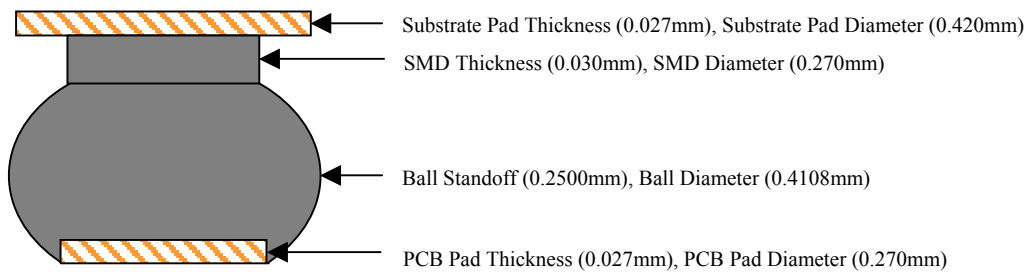 Substrate Pad Thickness (0.027mm), Substrate Pad Diameter (0.420mm)
SMD Thickness (0.030mm), SMD Diameter (0.270mm)
Ball Standoff (0.2500mm), Ball Diameter (0.4108mm)
PCB Pad Thickness (0.027mm), PCB Pad Diameter (0.270mm)